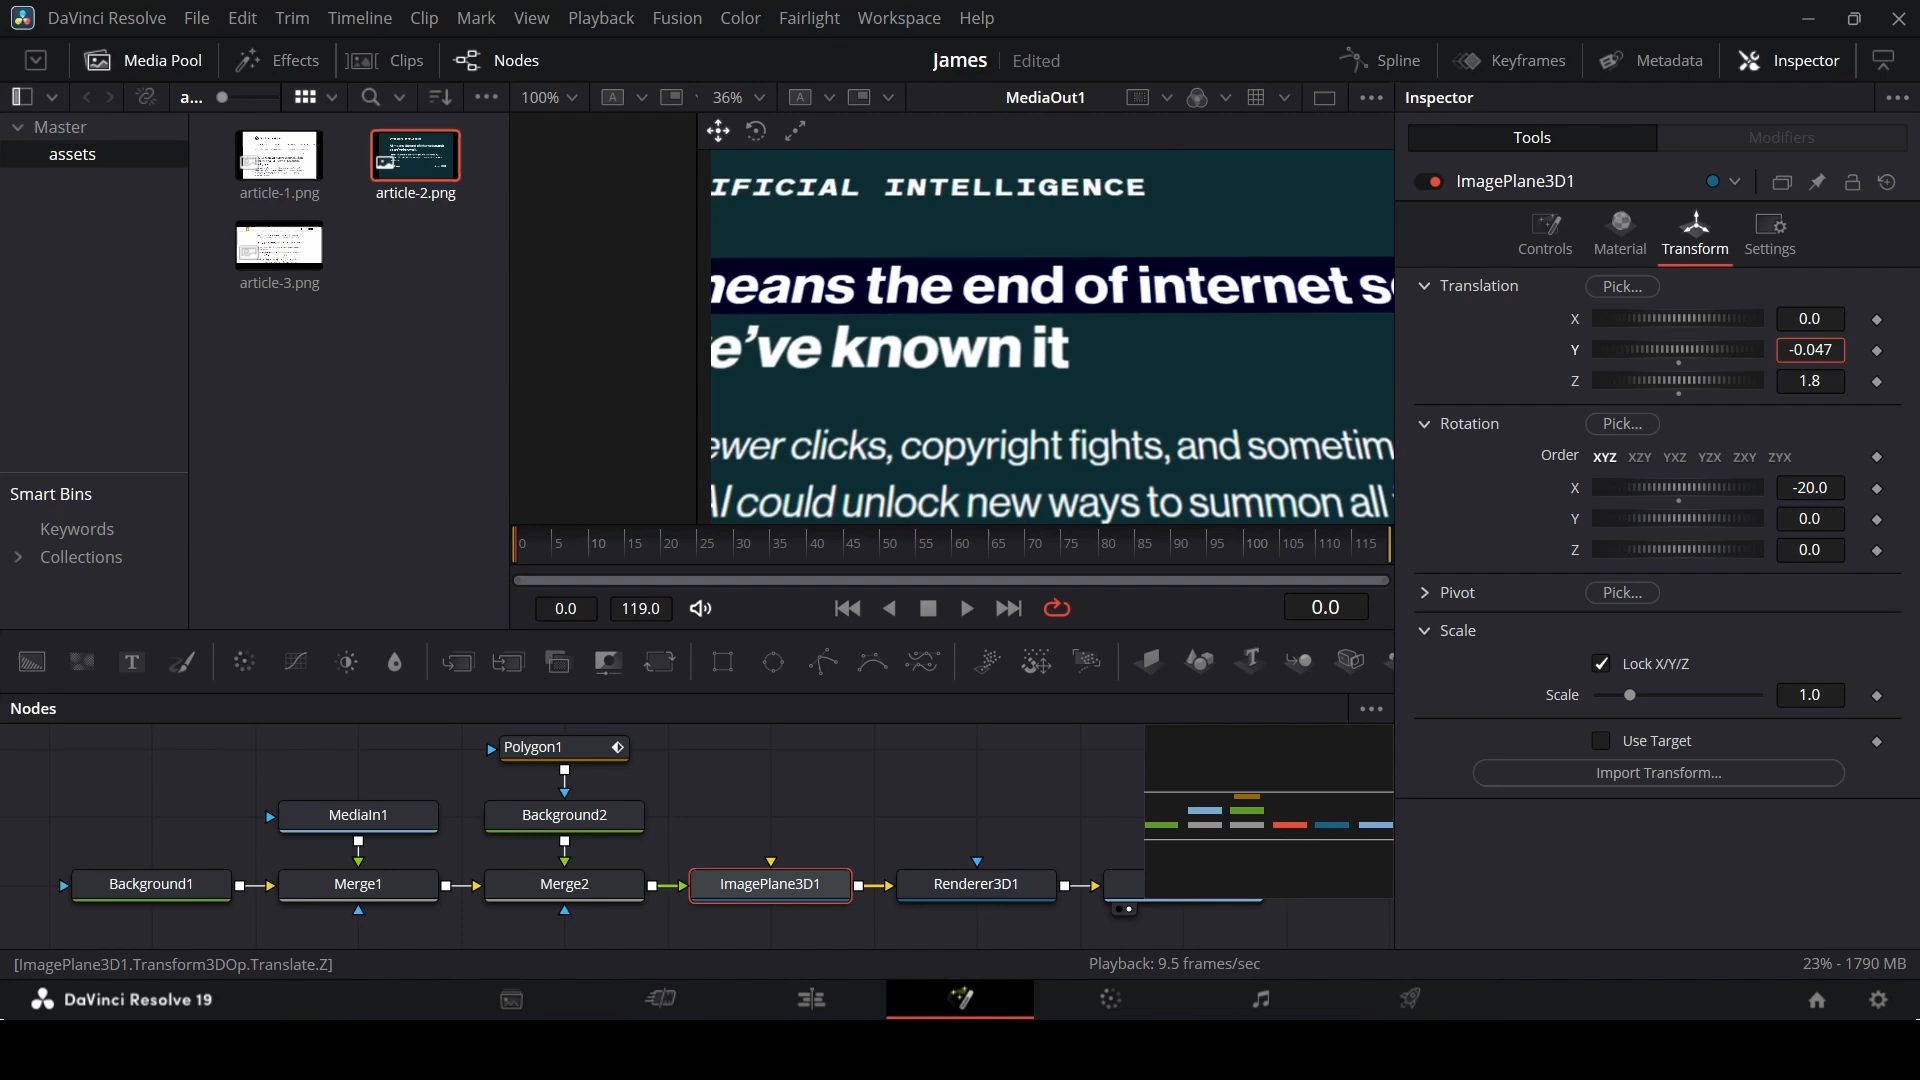 DaVinci Resolve File Edit Trim Timeline Clip Mark View Playback Fusion Color Fairlight Workspace Help
Media Pool Effects Clips Nodes James Edited Spline Keyframes Metadata Inspector
a... 100% A 36% A MediaOut1 Inspector
Master
assets
article-1.png
article-2.png
article-3.png
Smart Bins
Keywords
Collections
IFICIAL INTELLIGENCE
means the end of internet s
e’ve known it
ewer clicks, copyright fights, and sometim
AI could unlock new ways to summon all
0 5 10 15 20 25 30 35 40 45 50 55 60 65 70 75 80 85 90 95 100 105 110 115
0.0 119.0 0.0
Tools Modifiers
ImagePlane3D1
Controls Material Transform Settings
Translation Pick...
X 0.0
Y -0.047
Z 1.8
Rotation Pick...
Order XYZ XZY YXZ YZX ZXY ZYX
X -20.0
Y 0.0
Z 0.0
Pivot Pick...
Scale
Lock X/Y/Z
Scale 1.0
Use Target
Import Transform...
T T
Nodes
Polygon1
MediaIn1 Background2
Background1 Merge1 Merge2 ImagePlane3D1 Renderer3D1
[ImagePlane3D1.Transform3DOp.Translate.Z] Playback: 9.5 frames/sec 23% - 1790 MB
DaVinci Resolve 19